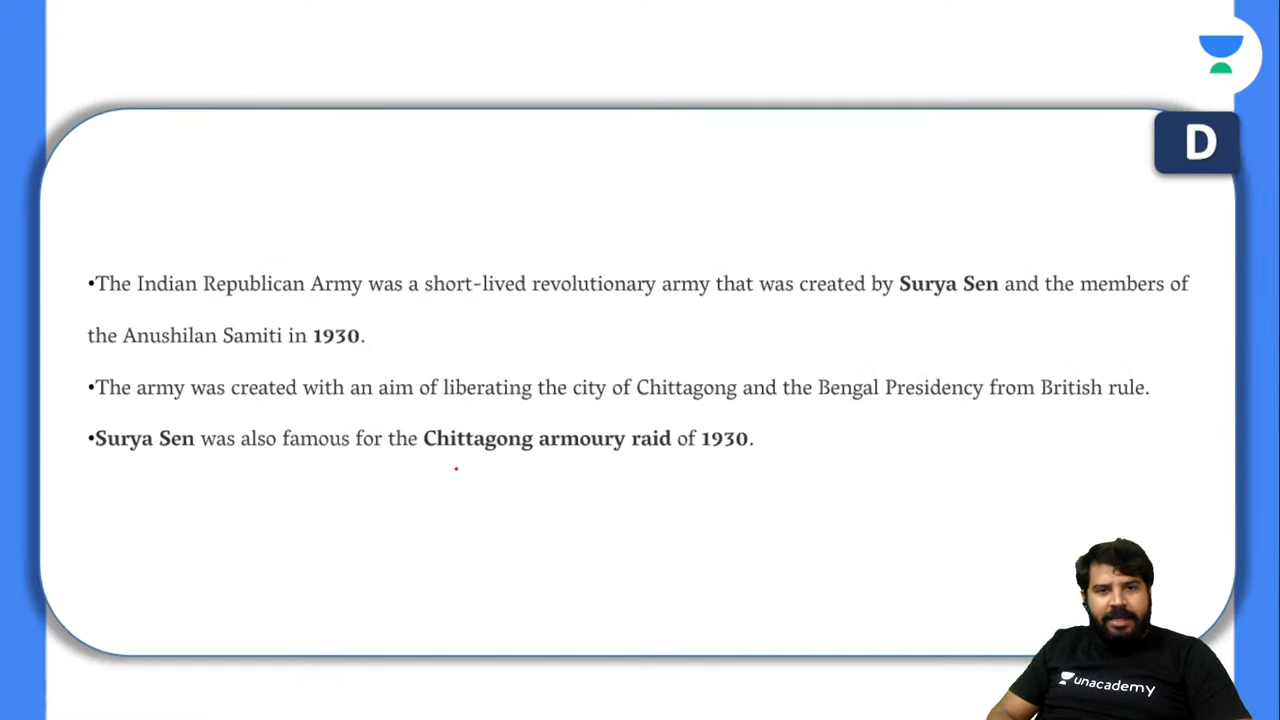 D
•The Indian Republican Army was a short-lived revolutionary army that was created by Surya Sen and the members of
the Anushilan Samiti in 1930.
•The army was created with an aim of liberating the city of Chittagong and the Bengal Presidency from British rule.
•Surya Sen was also famous for the Chittagong armoury raid of 1930.
unacademy